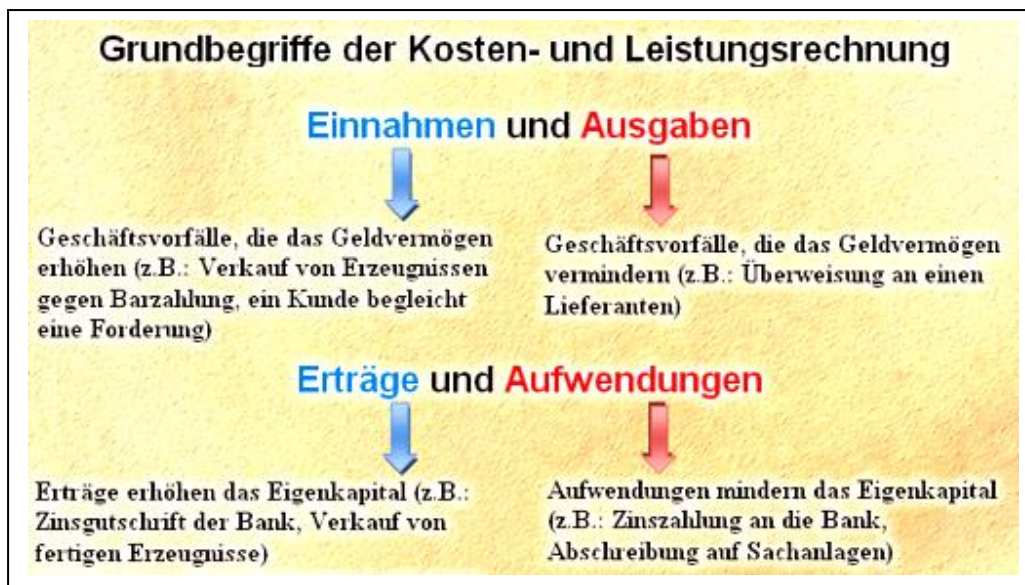 Grundbegriffe der Kosten- und Leistungsrechnung
Einnahmen und Ausgaben
Geschäftsvorfälle, die das Geldvermögen
erhöhen (z.B.: Verkauf von Erzeugnissen
gegen Barzahlung, ein Kunde begleicht
eine Forderung)
Geschäftsvorfälle, die das Geldvermögen
vermindern (z.B.: Überweisung an einen
Lieferanten)
Erträge und Aufwendungen
Erträge erhöhen das Eigenkapital (z.B.:
Zinsgutschrift der Bank, Verkauf von
fertigen Erzeugnisse)
Aufwendungen mindern das Eigenkapital
(z.B.: Zinszahlung an die Bank,
Abschreibung auf Sachanlagen)